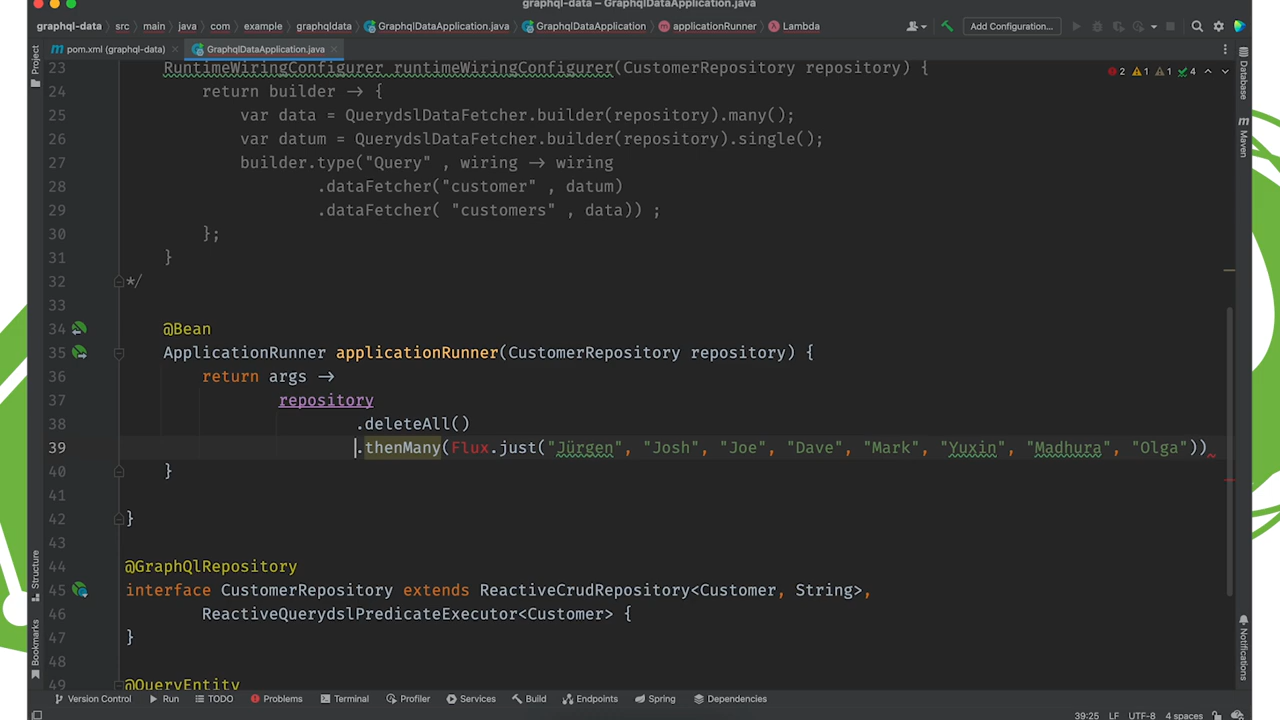 graphql-data – GraphqlDataApplication.java
graphql-data > src > main > java > com > example > graphqldata > GraphqlDataApplication.java > GraphqlDataApplication > applicationRunner > Lambda
Add Configuration...
pom.xml (graphql-data)
GraphqlDataApplication.java
Project
Database
Maven
2 1 1 4
23 RuntimeWiringConfigurer runtimeWiringConfigurer(CustomerRepository repository) {
24 return builder -> {
25 var data = QuerydslDataFetcher.builder(repository).many();
26 var datum = QuerydslDataFetcher.builder(repository).single();
27 builder.type("Query" , wiring -> wiring
28 .dataFetcher("customer" , datum)
29 .dataFetcher( "customers" , data)) ;
30 };
31 }
32 */
33
34 @Bean
35 ApplicationRunner applicationRunner(CustomerRepository repository) {
36 return args ->
37 repository
38 .deleteAll()
39 .thenMany(Flux.just("Jürgen", "Josh", "Joe", "Dave", "Mark", "Yuxin", "Madhura", "Olga"))
40 }
41
42 }
43
44 @GraphQlRepository
45 interface CustomerRepository extends ReactiveCrudRepository<Customer, String>,
46 ReactiveQuerydslPredicateExecutor<Customer> {
47 }
48
49 @QueryEntity
Structure
Bookmarks
Notifications
Version Control Run TODO Problems Terminal Profiler Services Build Endpoints Spring Dependencies
39:25 LF UTF-8 4 spaces